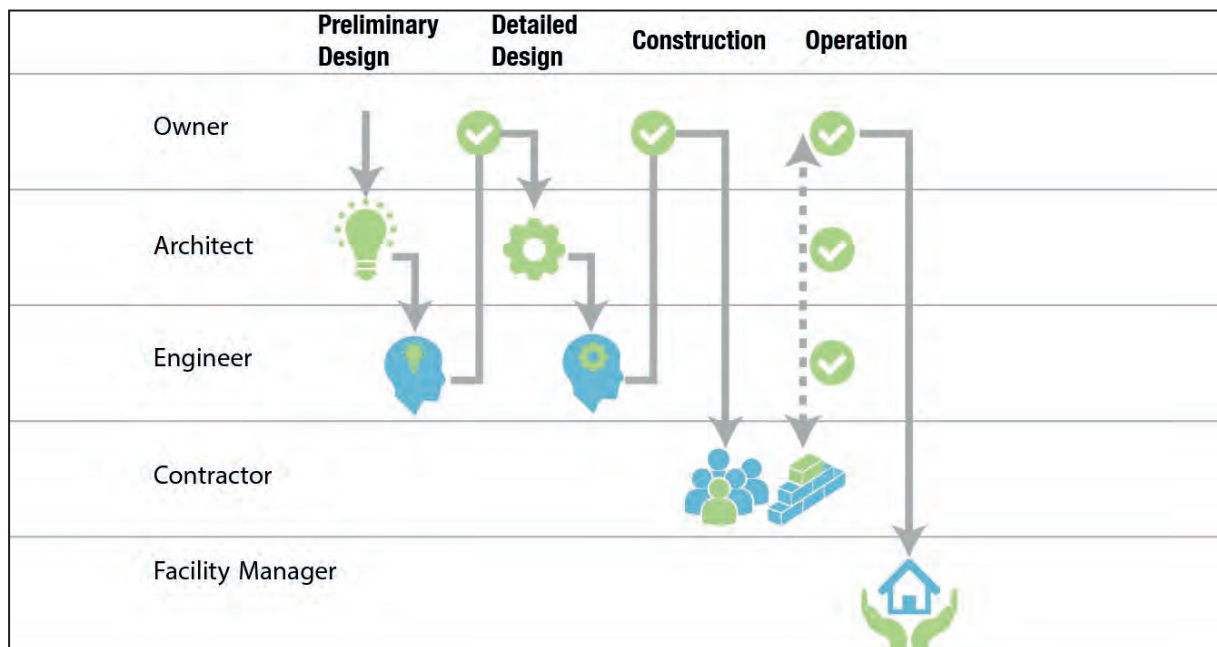 Preliminary
Design
Detailed
Design
Construction
Operation
Owner
Architect
Engineer
Contractor
Facility Manager